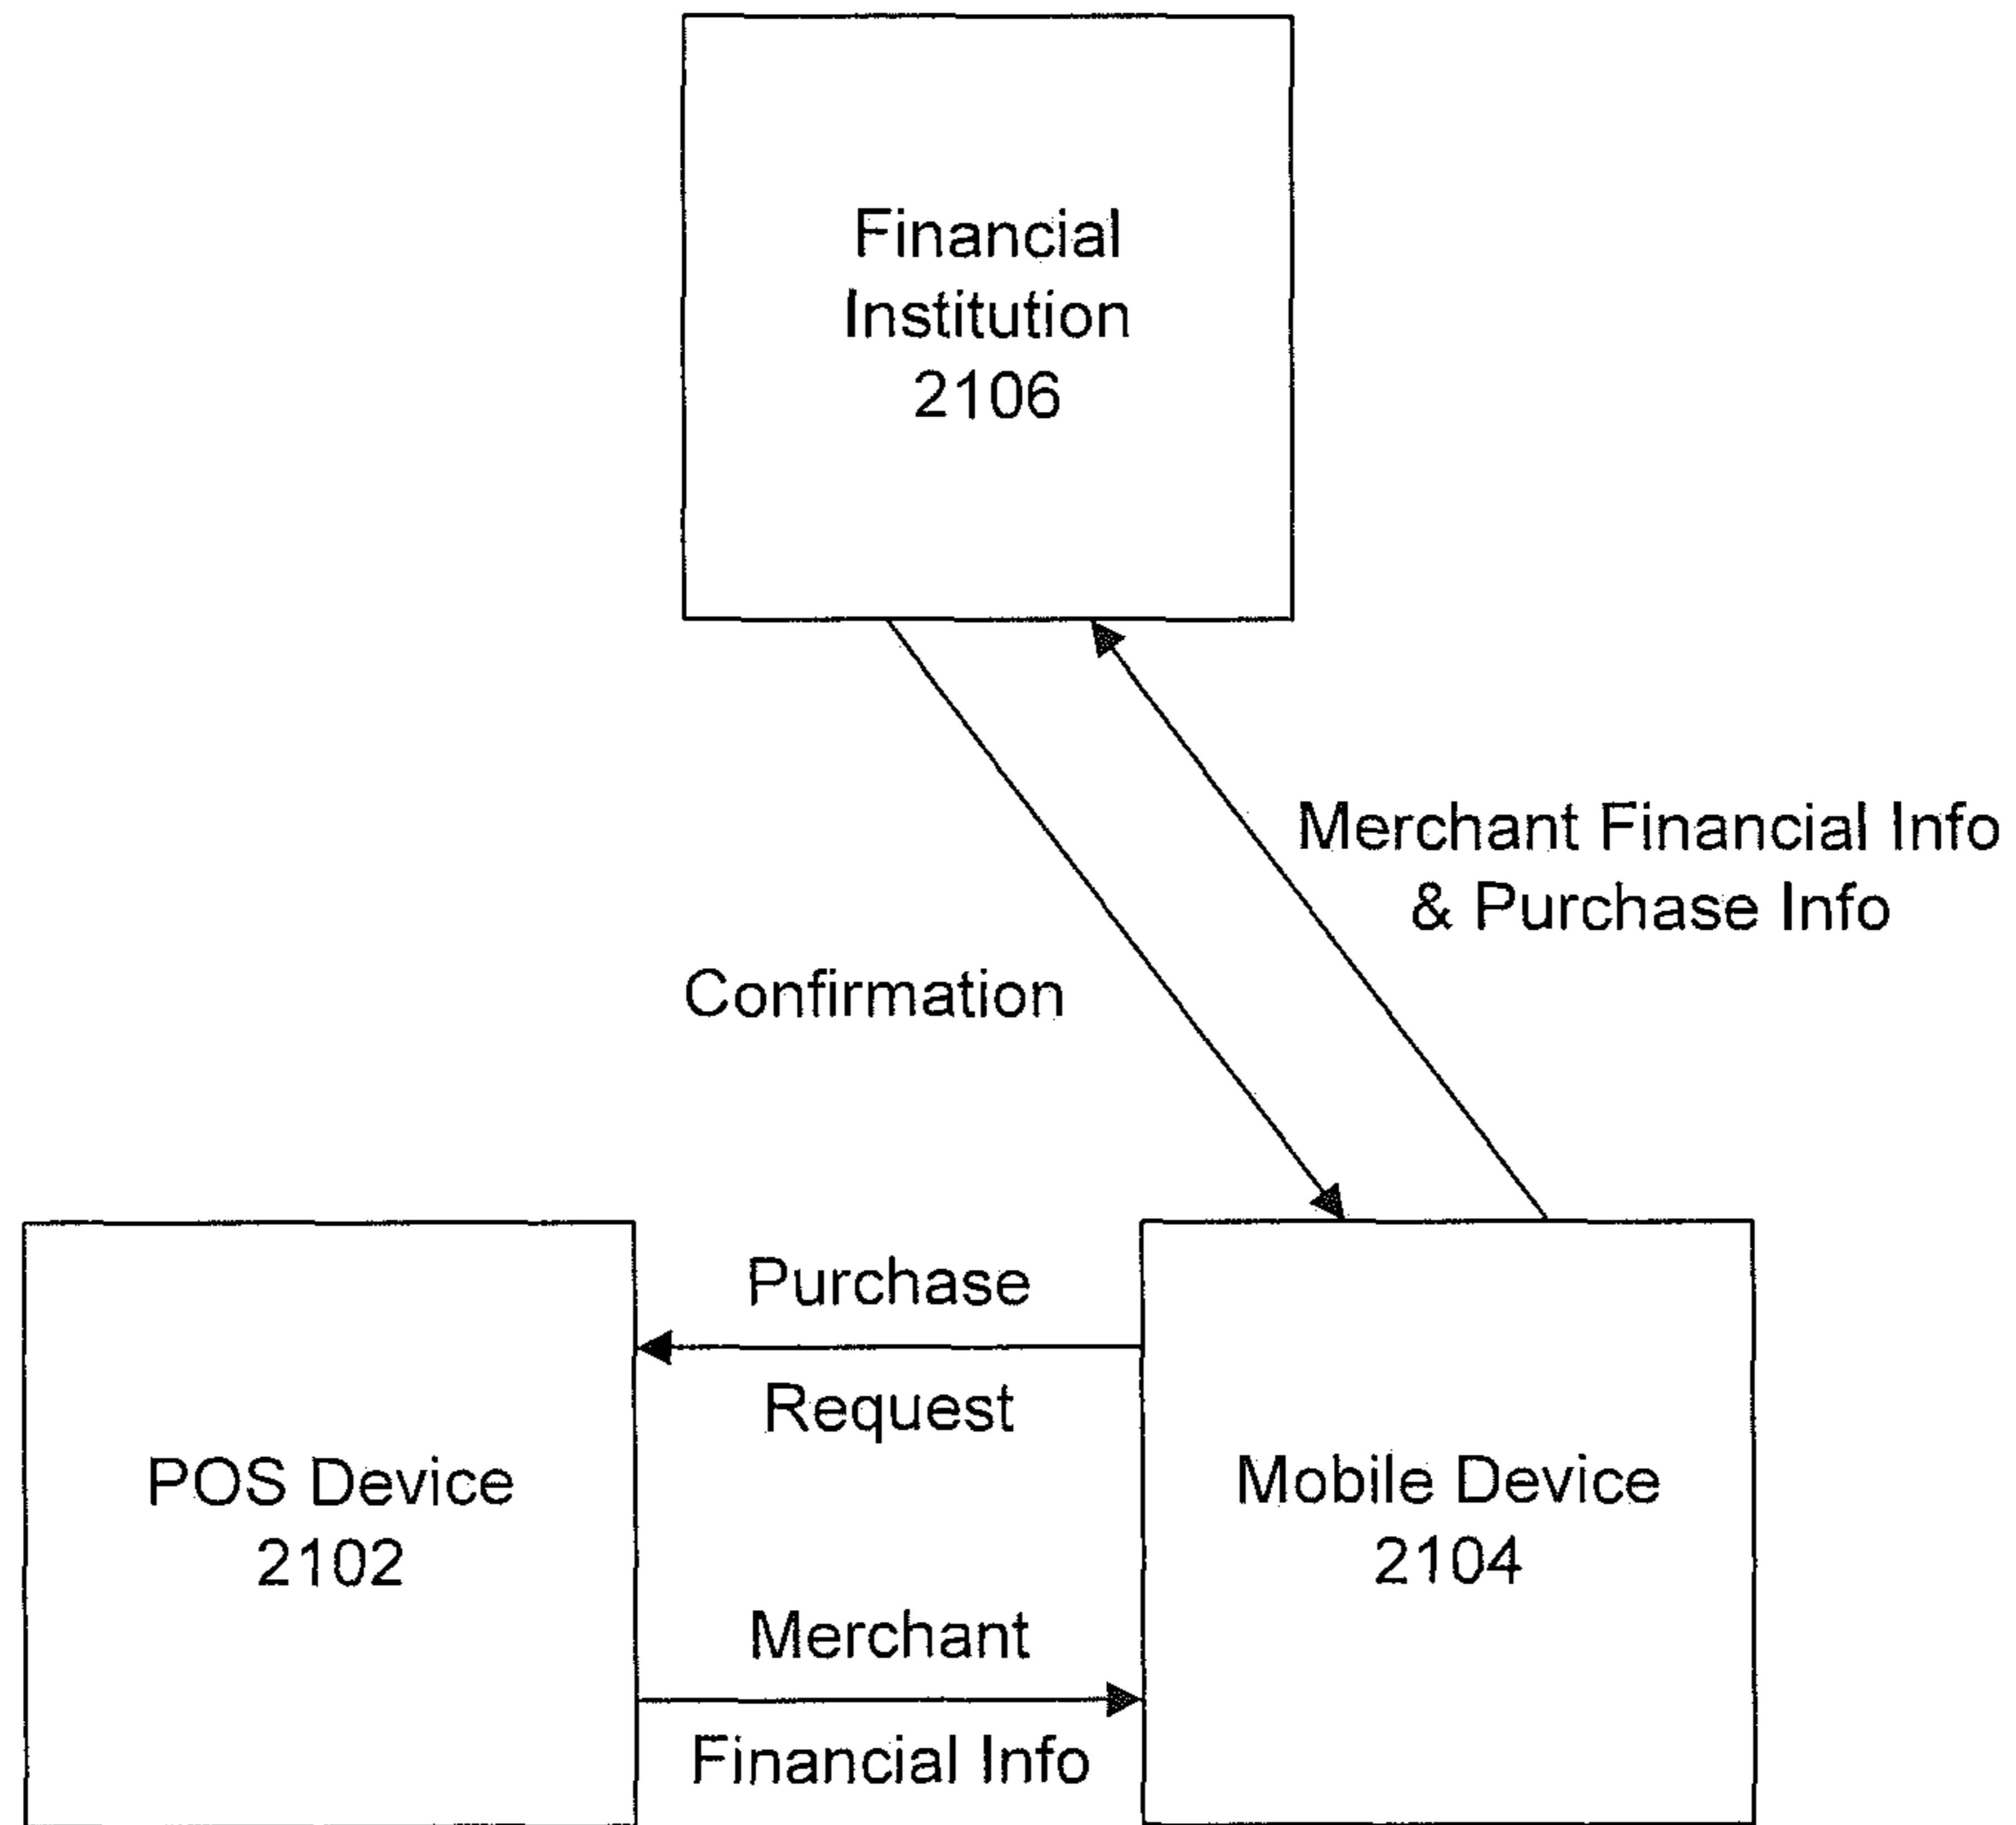 Financial
Institution
2106
Merchant Financial Info
& Purchase Info
Confirmation
Purchase
Request
POS Device
2102
Mobile Device
2104
Merchant
Financial Info